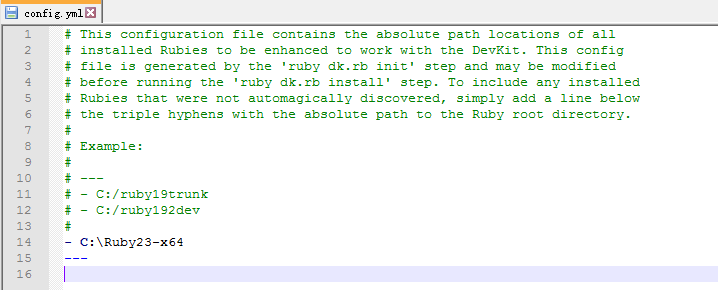 config.yml
1 # This configuration file contains the absolute path locations of all
2 # installed Rubies to be enhanced to work with the DevKit. This config
3 # file is generated by the 'ruby dk.rb init' step and may be modified
4 # before running the 'ruby dk.rb install' step. To include any installed
5 # Rubies that were not automagically discovered, simply add a line below
6 # the triple hyphens with the absolute path to the Ruby root directory.
7 #
8 # Example:
9 #
10 # ---
11 # - C:/ruby19trunk
12 # - C:/ruby192dev
13 #
14 - C:\Ruby23-x64
15 ---
16